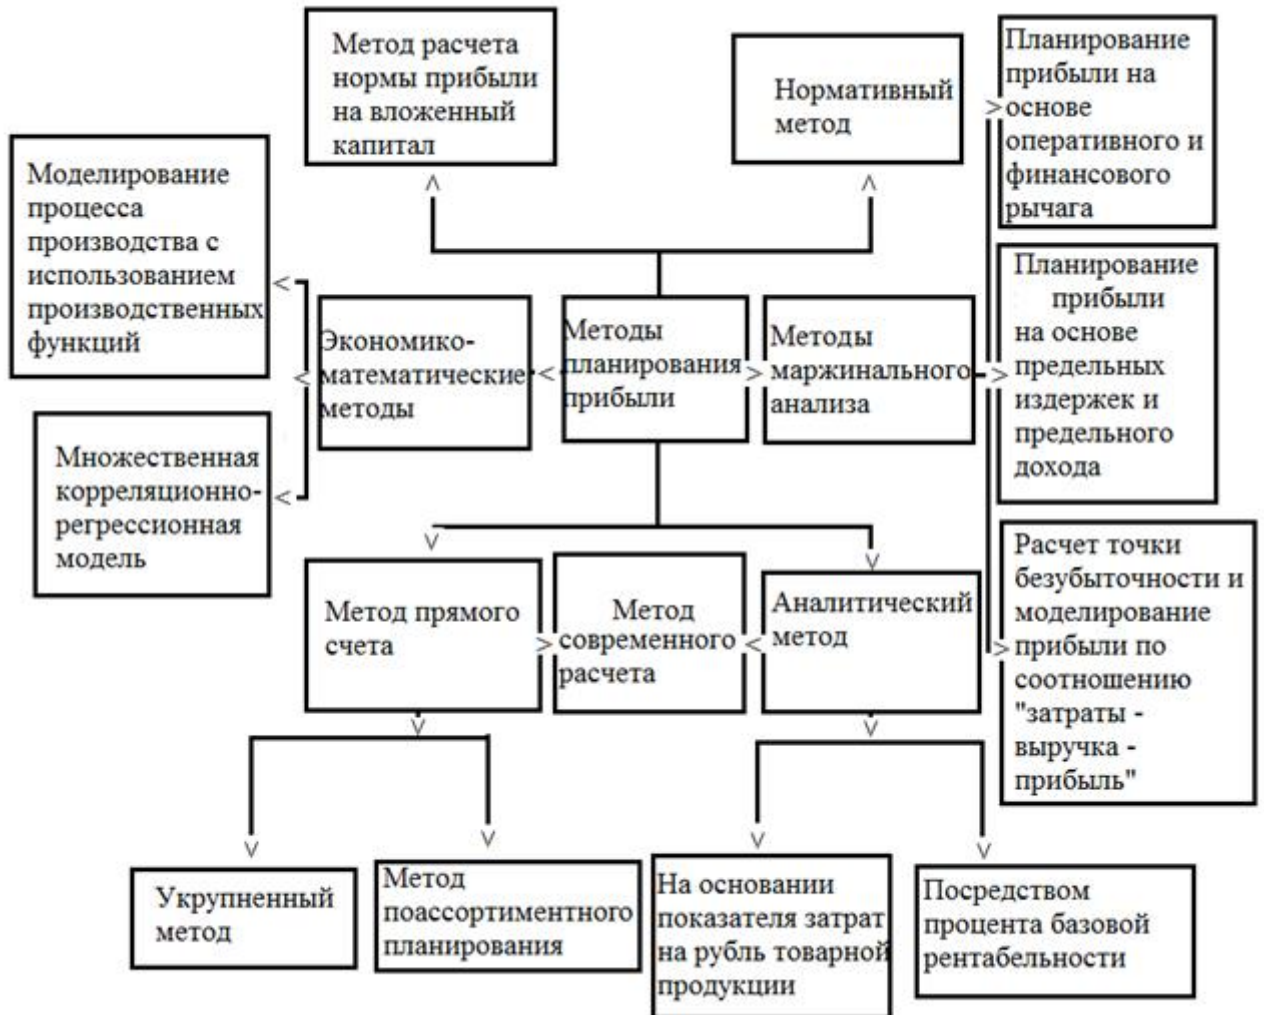 Метод расчета
нормы прибыли
на вложенный
капитал
Нормативный
метод
Планирование
прибыли на
основе
оперативного и
финансового
рычага
Моделирование
процесса
производства с
использованием
производственных
функций
Экономико-
математические
методы
Методы
планирования
прибыли
Методы
маржинального
анализа
Планирование
прибыли
на основе
предельных
издержек и
предельного
дохода
Множественная
корреляционно-
регрессионная
модель
Метод прямого
счета
Метод
современного
расчета
Аналитический
метод
Расчет точки
безубыточности и
моделирование
прибыли по
соотношению
"затраты -
выручка -
прибыль"
Укрупненный
метод
Метод
поассортиментного
планирования
На основании
показателя затрат
на рубль товарной
продукции
Посредством
процента базовой
рентабельности